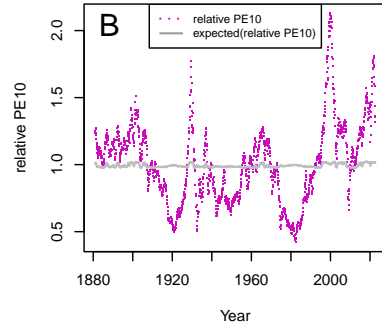 B
relative PE10
expected(relative PE10)
relative PE10
2.0
1.5
1.0
0.5
1880 1920 1960 2000
Year